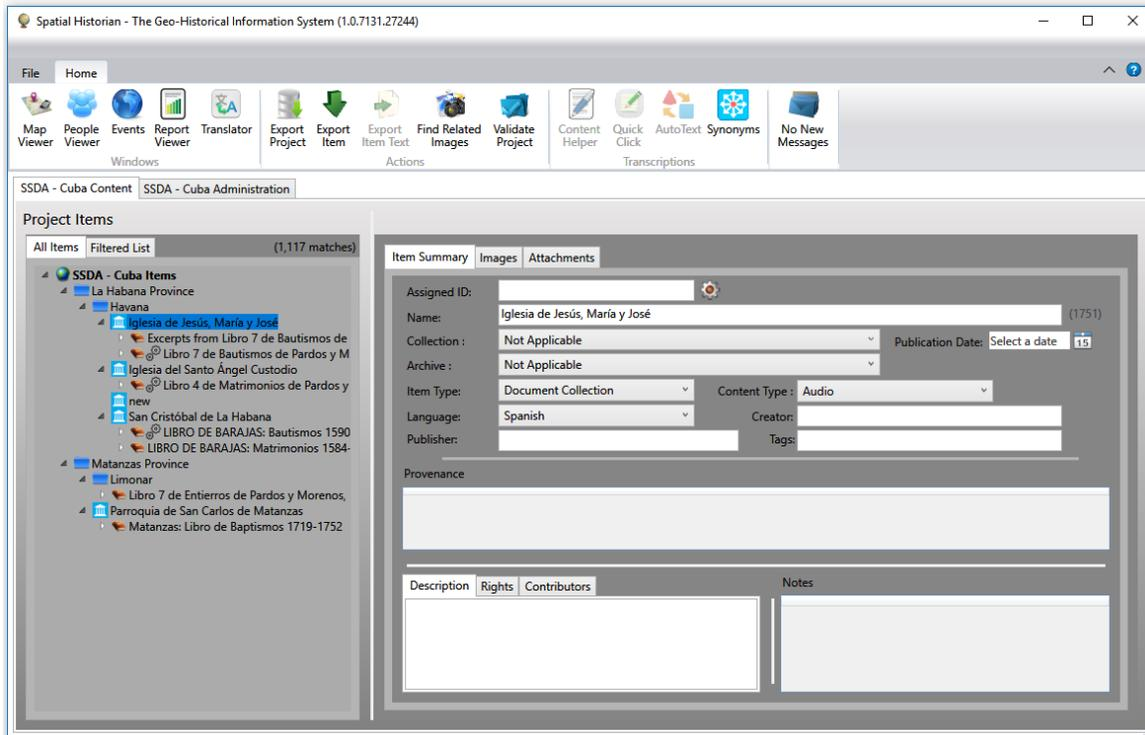 Spatial Historian - The Geo-Historical Information System (1.0.7131.27244)
File Home
Map Viewer People Viewer Events Report Viewer Translator Export Project Export Item Export Item Text Find Related Images Validate Project Content Helper Quick Click AutoText Synonyms No New Messages
Windows Actions Transcriptions
SSDA - Cuba Content SSDA - Cuba Administration
Project Items
All Items Filtered List (1,117 matches)
SSDA - Cuba Items
La Habana Province
Havana
Iglesia de Jesús, María y José
Excerpts from Libro 7 de Bautismos de
Libro 7 de Bautismos de Pardos y M
Iglesia del Santo Ángel Custodio
Libro 4 de Matrimonios de Pardos y
new
San Cristóbal de La Habana
LIBRO DE BARAJAS: Bautismos 1590
LIBRO DE BARAJAS: Matrimonios 1584-
Matanzas Province
Limonar
Libro 7 de Entierros de Pardos y Morenos,
Parroquia de San Carlos de Matanzas
Matanzas: Libro de Baptismos 1719-1752
Item Summary Images Attachments
Assigned ID:
Name: Iglesia de Jesús, María y José (1751)
Collection : Not Applicable Publication Date: Select a date 15
Archive : Not Applicable
Item Type: Document Collection Content Type : Audio
Language: Spanish Creator:
Publisher: Tags:
Provenance
Description Rights Contributors Notes